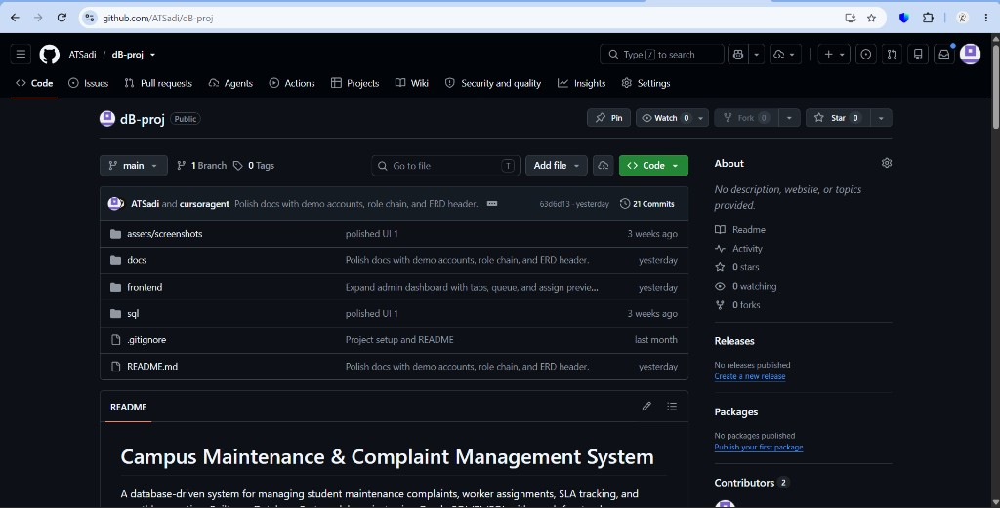 github.com/ATSadi/dB-proj
ATSadi / dB-proj
Type / to search
Code Issues Pull requests Agents Actions Projects Wiki Security and quality Insights Settings
dB-proj Public
Pin Watch 0 Fork 0 Star 0
main 1 Branch 0 Tags Go to file T Add file Code
ATSadi and cursoragent Polish docs with demo accounts, role chain, and ERD header. 63d6d13 · yesterday 21 Commits
assets/screenshots polished UI 1 3 weeks ago
docs Polish docs with demo accounts, role chain, and ERD header. yesterday
frontend Expand admin dashboard with tabs, queue, and assign previe... yesterday
sql polished UI 1 3 weeks ago
.gitignore Project setup and README last month
README.md Polish docs with demo accounts, role chain, and ERD header. yesterday
README
Campus Maintenance & Complaint Management System
A database-driven system for managing student maintenance complaints, worker assignments, SLA tracking, and
About
No description, website, or topics
provided.
Readme
Activity
0 stars
0 watching
0 forks
Releases
No releases published
Create a new release
Packages
No packages published
Publish your first package
Contributors 2